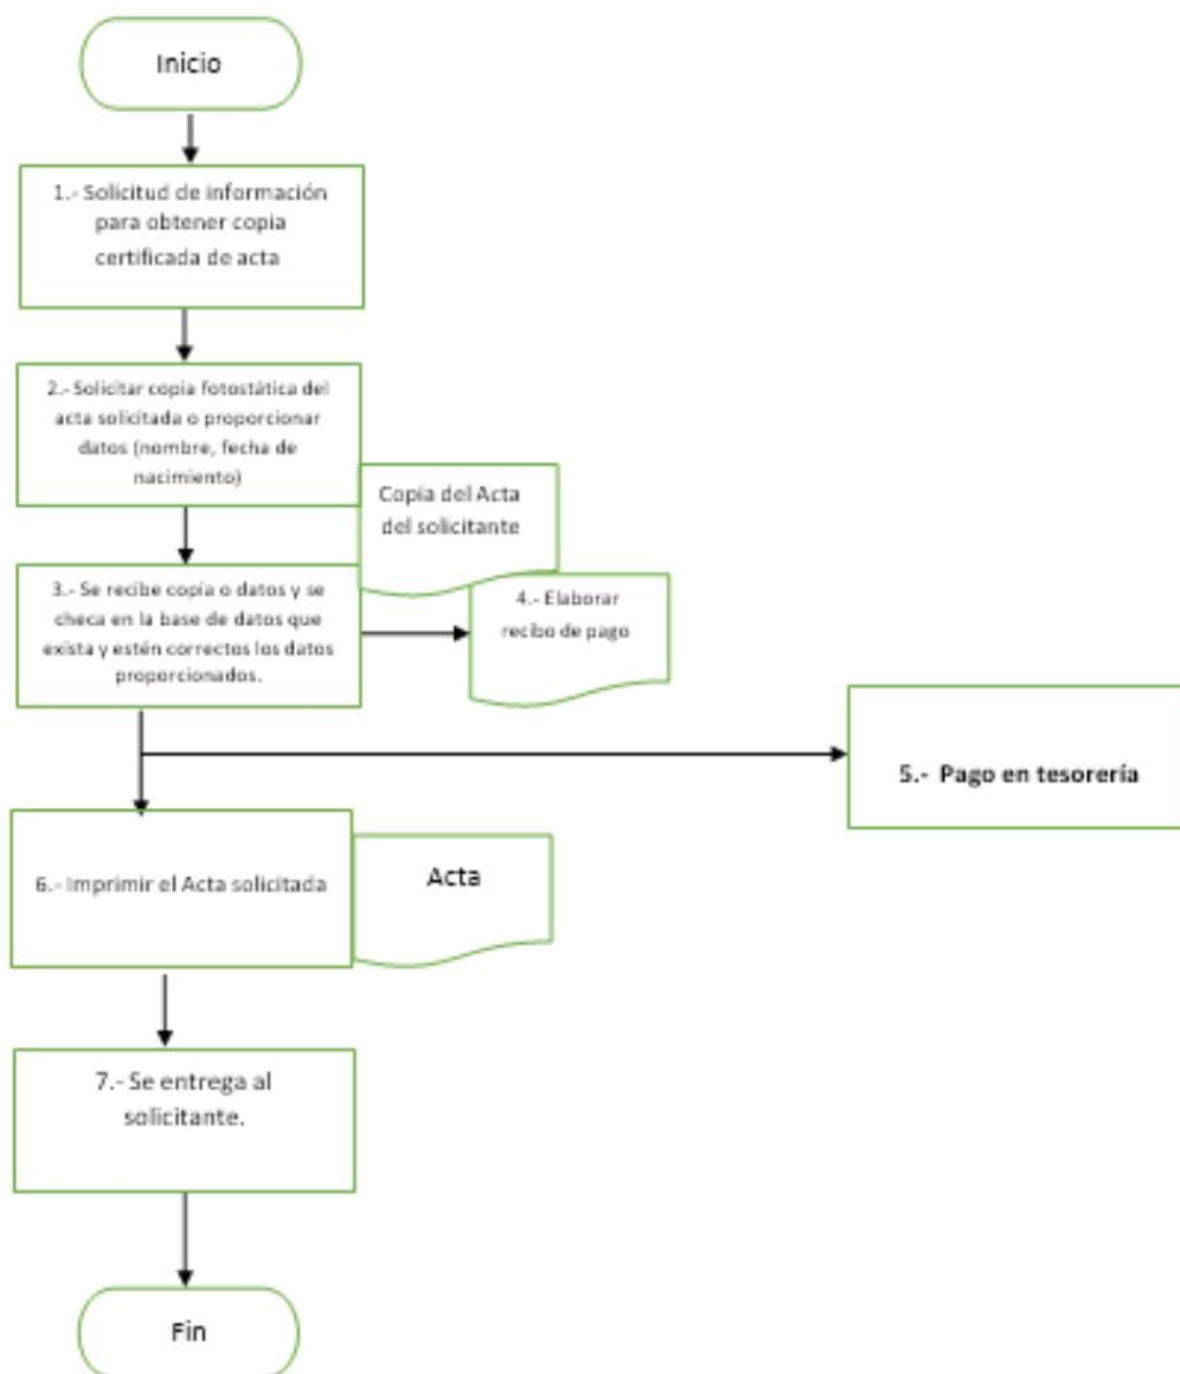 Inicio
1.- Solicitud de información
para obtener copia
certificada de acta
2.- Solicitar copia fotostática del
acta solicitada o proporcionar
datos (nombre, fecha de
nacimiento)
Copia del Acta
del solicitante
3.- Se recibe copia o datos y se
checa en la base de datos que
exista y estén correctos los datos
proporcionados.
4.- Elaborar
recibo de pago
5.- Pago en tesorería
6.- Imprimir el Acta solicitada
Acta
7.- Se entrega al
solicitante.
Fin